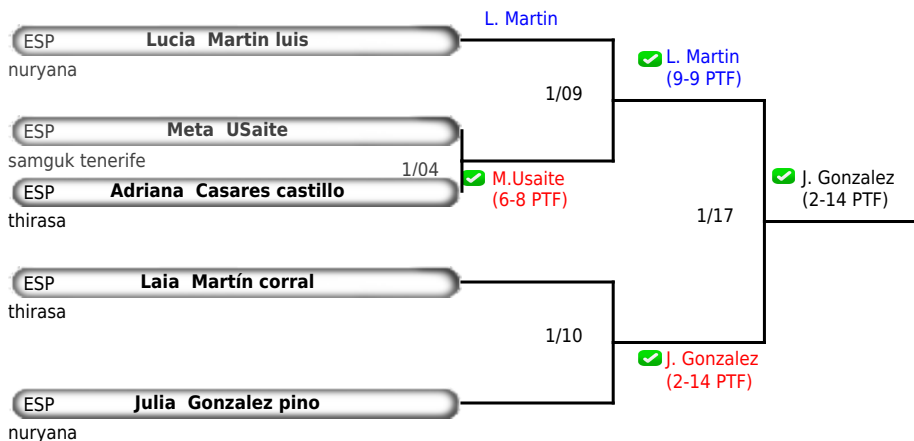 L. Martin
ESP Lucia Martin luis
nuryana
L. Martin
(9-9 PTF)
1/09
ESP Meta USaite
samguk tenerife
1/04
M.Usaite
(6-8 PTF)
ESP Adriana Casares castillo
thirasa
J. Gonzalez
(2-14 PTF)
1/17
ESP Laia Martín corral
thirasa
1/10
J. Gonzalez
(2-14 PTF)
ESP Julia Gonzalez pino
nuryana